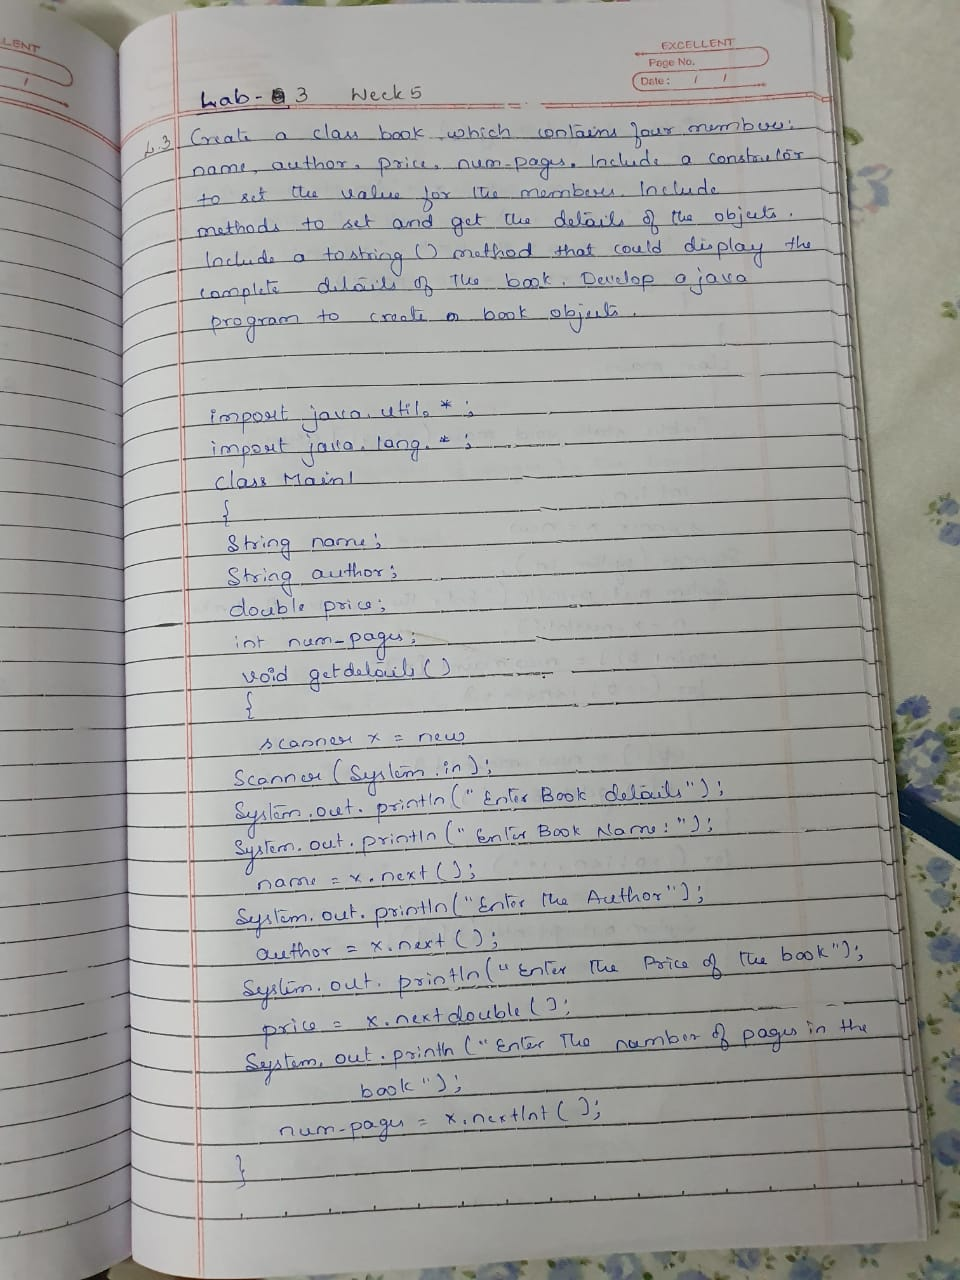 LENT
EXCELLENT
Page No.
Date: / /
Lab - 3 Week 5
L.3 Create a class book which contains four members:
name, author, price, num-pages. Include a constructor
to set the value for the members. Include
methods to set and get the details of the objects.
Include a tostring () method that could display the
complete details of the book. Develop a java
program to create n book objects.
import java.util.*;
import java.lang.*;
class Main1
{
String name;
String author;
double price;
int num-pages;
void getdetails()
{
scanner x = new
Scanner (System.in);
System.out.println("Enter Book details");
System.out.println("Enter Book Name:");
name = x.next();
System.out.println("Enter the Author");
author = x.next();
System.out.println("Enter the Price of the book");
price = x.nextdouble();
System.out.println("Enter The number of pages in the
book");
num-pages = x.nextInt();
}